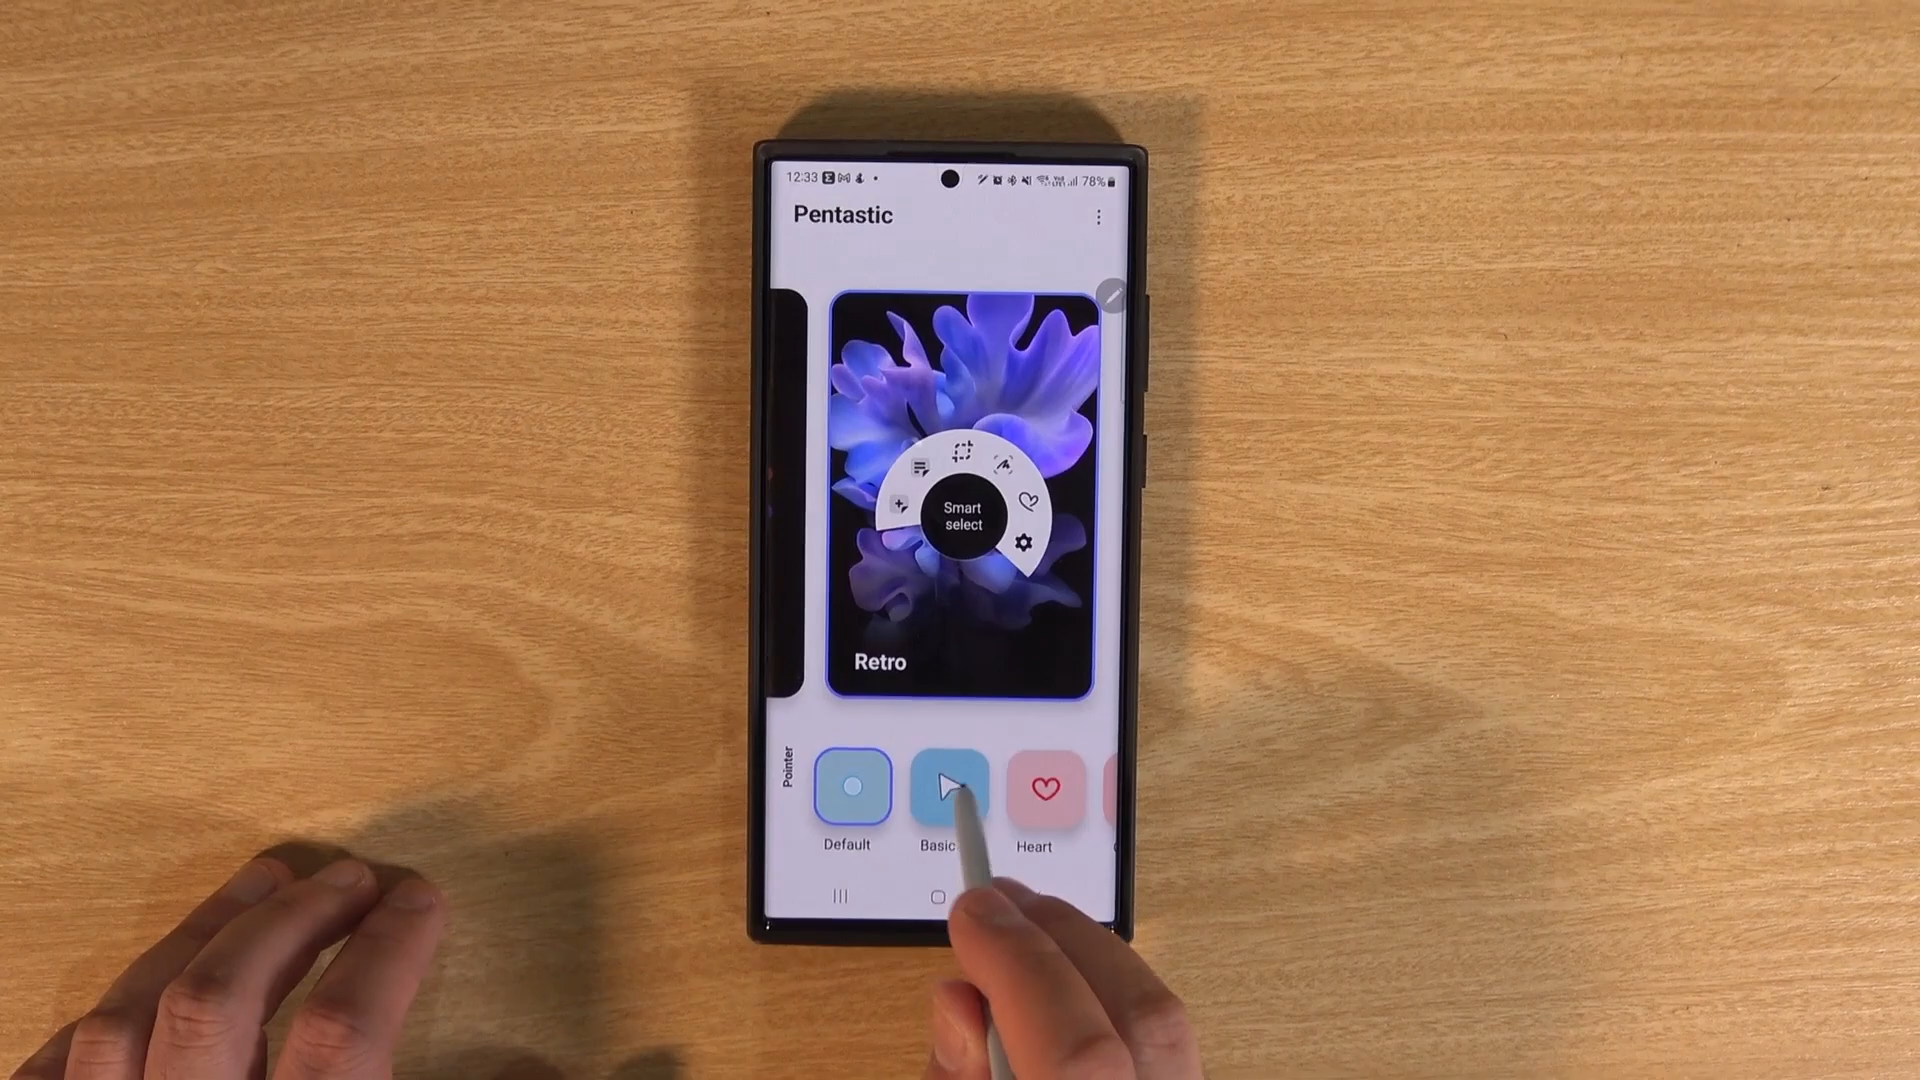 12:33
78%
Pentastic
Smart
select
Retro
Pointer
Default
Basic
Heart